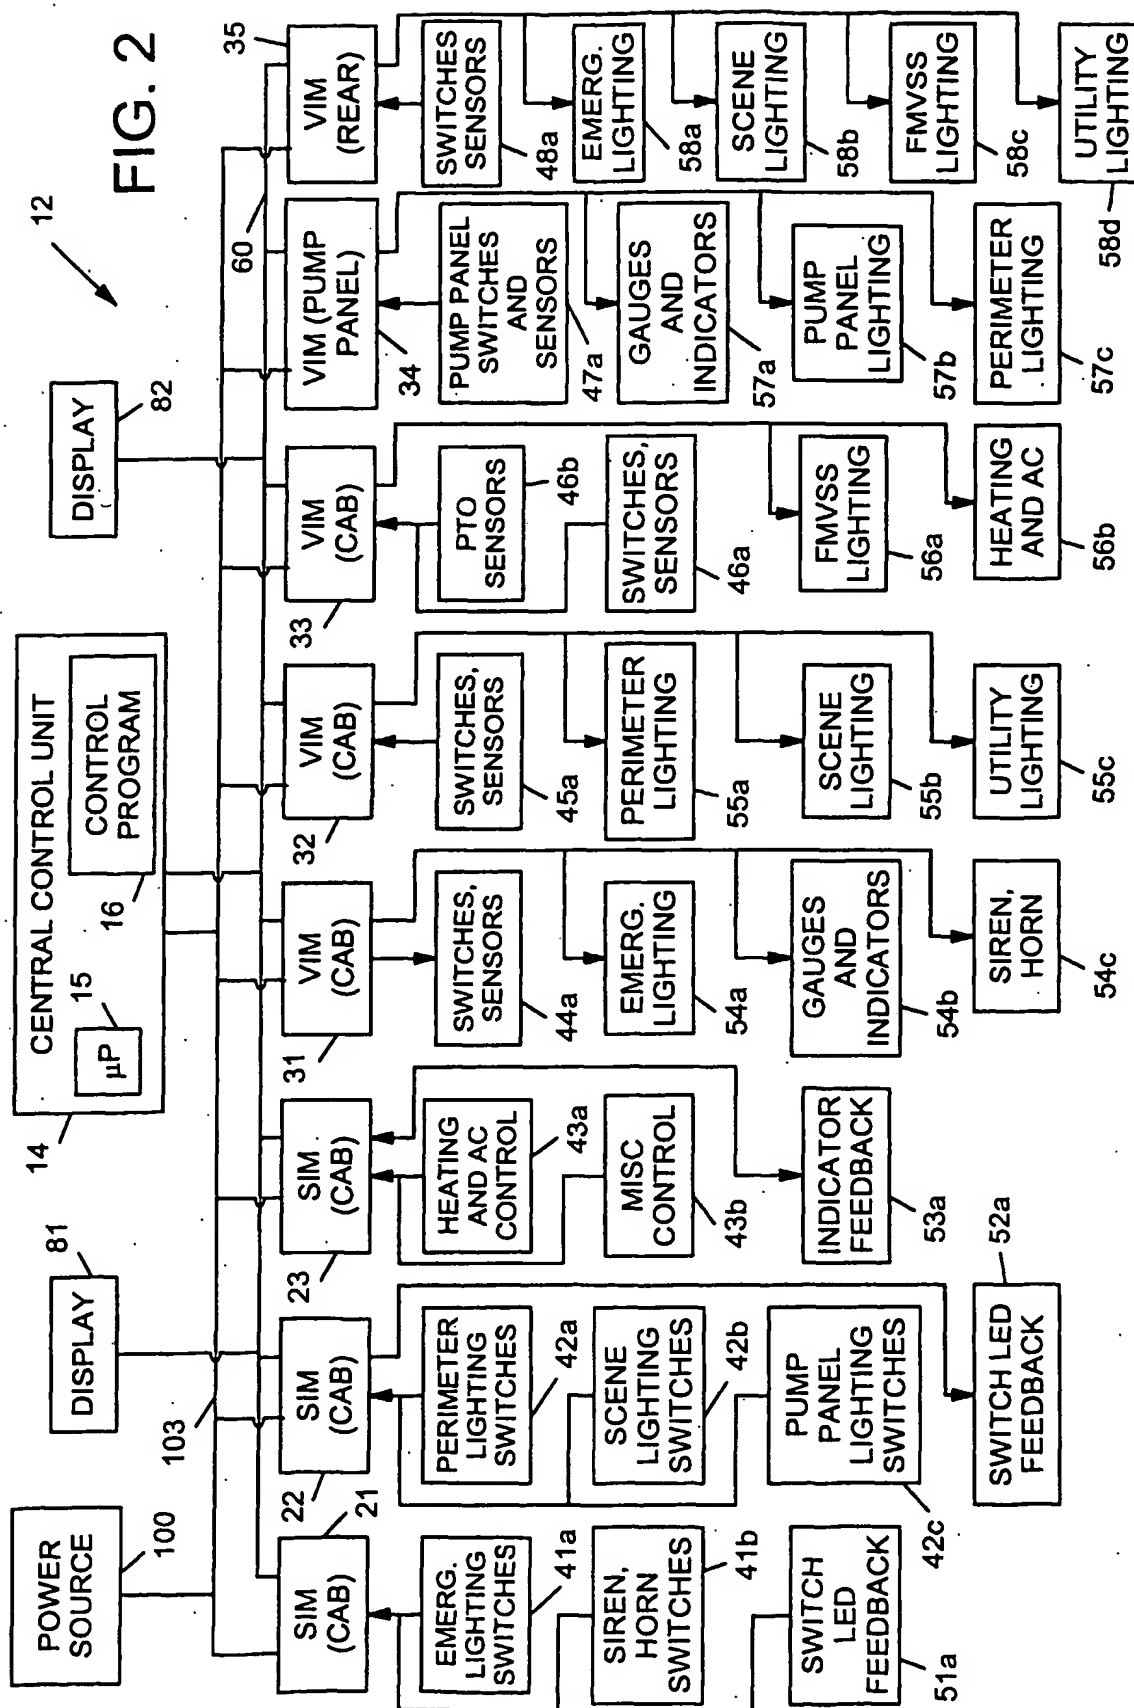 FIG. 2
12
POWER
SOURCE
100
DISPLAY
81
103
CENTRAL CONTROL UNIT
14
μP
15
CONTROL
PROGRAM
16
DISPLAY
82
60
SIM
(CAB)
21
EMERG.
LIGHTING
SWITCHES
41a
SIREN,
HORN
SWITCHES
41b
SWITCH
LED
FEEDBACK
51a
SIM
(CAB)
22
PERIMETER
LIGHTING
SWITCHES
42a
SCENE
LIGHTING
SWITCHES
42b
PUMP
PANEL
LIGHTING
SWITCHES
42c
SWITCH LED
FEEDBACK
52a
SIM
(CAB)
23
HEATING
AND AC
CONTROL
43a
MISC
CONTROL
43b
INDICATOR
FEEDBACK
53a
VIM
(CAB)
31
SWITCHES,
SENSORS
44a
EMERG.
LIGHTING
54a
GAUGES
AND
INDICATORS
54b
SIREN,
HORN
54c
VIM
(CAB)
32
SWITCHES,
SENSORS
45a
PERIMETER
LIGHTING
55a
SCENE
LIGHTING
55b
UTILITY
LIGHTING
55c
VIM
(CAB)
33
PTO
SENSORS
46b
SWITCHES,
SENSORS
46a
FMVSS
LIGHTING
56a
HEATING
AND AC
56b
VIM (PUMP
PANEL)
34
PUMP PANEL
SWITCHES
AND
SENSORS
47a
GAUGES
AND
INDICATORS
57a
PUMP
PANEL
LIGHTING
57b
PERIMETER
LIGHTING
57c
VIM
(REAR)
35
SWITCHES
SENSORS
48a
EMERG.
LIGHTING
58a
SCENE
LIGHTING
58b
FMVSS
LIGHTING
58c
UTILITY
LIGHTING
58d